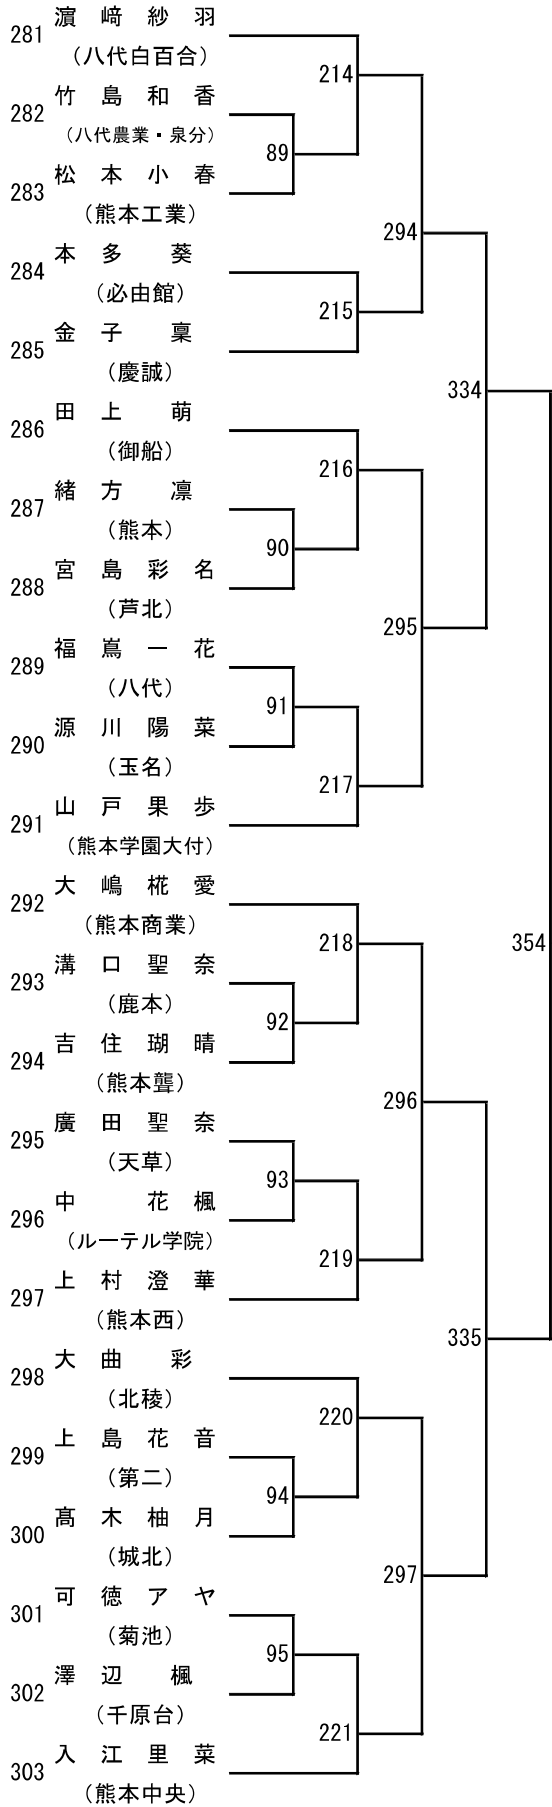 281 濵﨑紗羽
（八代白百合）
214
282 竹島和香
（八代農業・泉分）
89
283 松本小春
（熊本工業）
294
284 本多葵
（必由館）
215
285 金子稟
（慶誠）
334
286 田上萌
（御船）
216
287 緒方凛
（熊本）
90
288 宮島彩名
（芦北）
295
289 福嶌一花
（八代）
91
290 源川陽菜
（玉名）
217
291 山戸果歩
（熊本学園大付）
292 大嶋椛愛
（熊本商業）
218
354
293 溝口聖奈
（鹿本）
92
294 吉住瑚晴
（熊本聾）
296
295 廣田聖奈
（天草）
93
296 中花楓
（ルーテル学院）
219
297 上村澄華
（熊本西）
335
298 大曲彩
（北稜）
220
299 上島花音
（第二）
94
300 髙木柚月
（城北）
297
301 可徳アヤ
（菊池）
95
302 澤辺楓
（千原台）
221
303 入江里菜
（熊本中央）